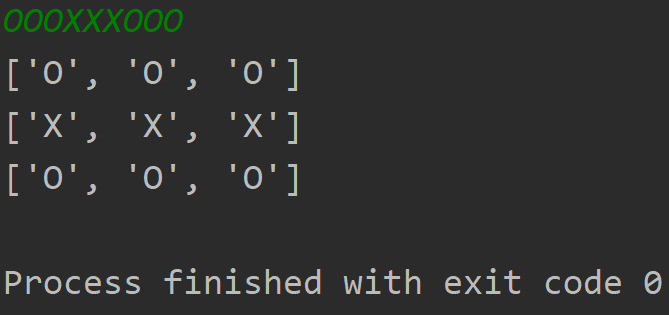 OOOXXXOOO
['O', 'O', 'O']
['X', 'X', 'X']
['O', 'O', 'O']
Process finished with exit code 0